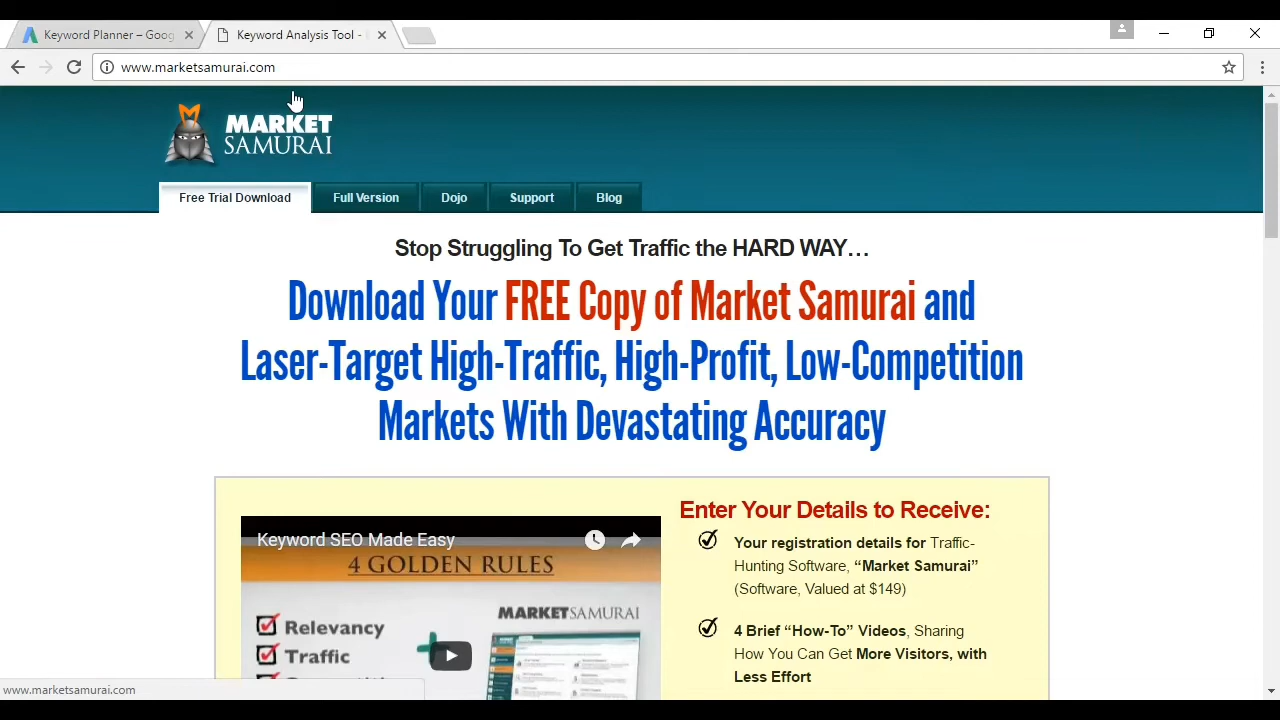 Keyword Planner – Goog
Keyword Analysis Tool -
www.marketsamurai.com
MARKET
SAMURAI
Free Trial Download
Full Version
Dojo
Support
Blog
Stop Struggling To Get Traffic the HARD WAY…
Download Your FREE Copy of Market Samurai and
Laser-Target High-Traffic, High-Profit, Low-Competition
Markets With Devastating Accuracy
Keyword SEO Made Easy
4 GOLDEN RULES
MARKETSAMURAI
Relevancy
Traffic
Enter Your Details to Receive:
Your registration details for Traffic-
Hunting Software, “Market Samurai”
(Software, Valued at $149)
4 Brief “How-To” Videos, Sharing
How You Can Get More Visitors, with
Less Effort
www.marketsamurai.com